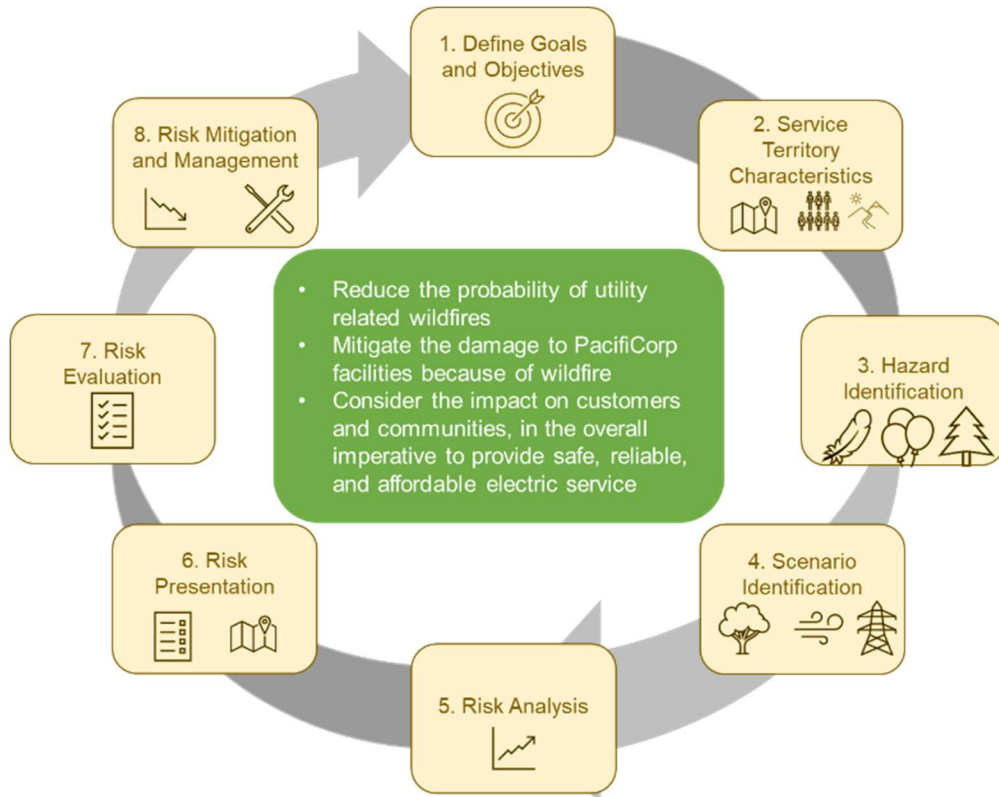 1. Define Goals
and Objectives
2. Service
Territory
Characteristics
3. Hazard
Identification
4. Scenario
Identification
5. Risk Analysis
6. Risk
Presentation
7. Risk
Evaluation
8. Risk Mitigation
and Management
• Reduce the probability of utility
related wildfires
• Mitigate the damage to PacifiCorp
facilities because of wildfire
• Consider the impact on customers
and communities, in the overall
imperative to provide safe, reliable,
and affordable electric service